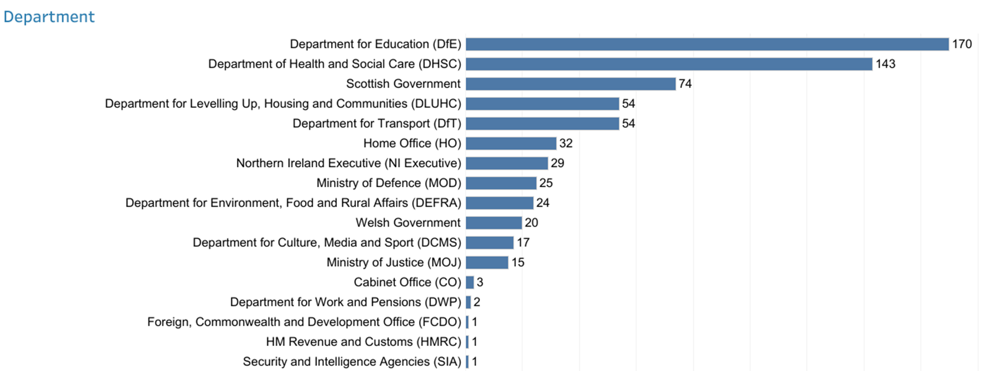 Department
Department for Education (DfE) 170
Department of Health and Social Care (DHSC) 143
Scottish Government 74
Department for Levelling Up, Housing and Communities (DLUHC) 54
Department for Transport (DfT) 54
Home Office (HO) 32
Northern Ireland Executive (NI Executive) 29
Ministry of Defence (MOD) 25
Department for Environment, Food and Rural Affairs (DEFRA) 24
Welsh Government 20
Department for Culture, Media and Sport (DCMS) 17
Ministry of Justice (MOJ) 15
Cabinet Office (CO) 3
Department for Work and Pensions (DWP) 2
Foreign, Commonwealth and Development Office (FCDO) 1
HM Revenue and Customs (HMRC) 1
Security and Intelligence Agencies (SIA) 1